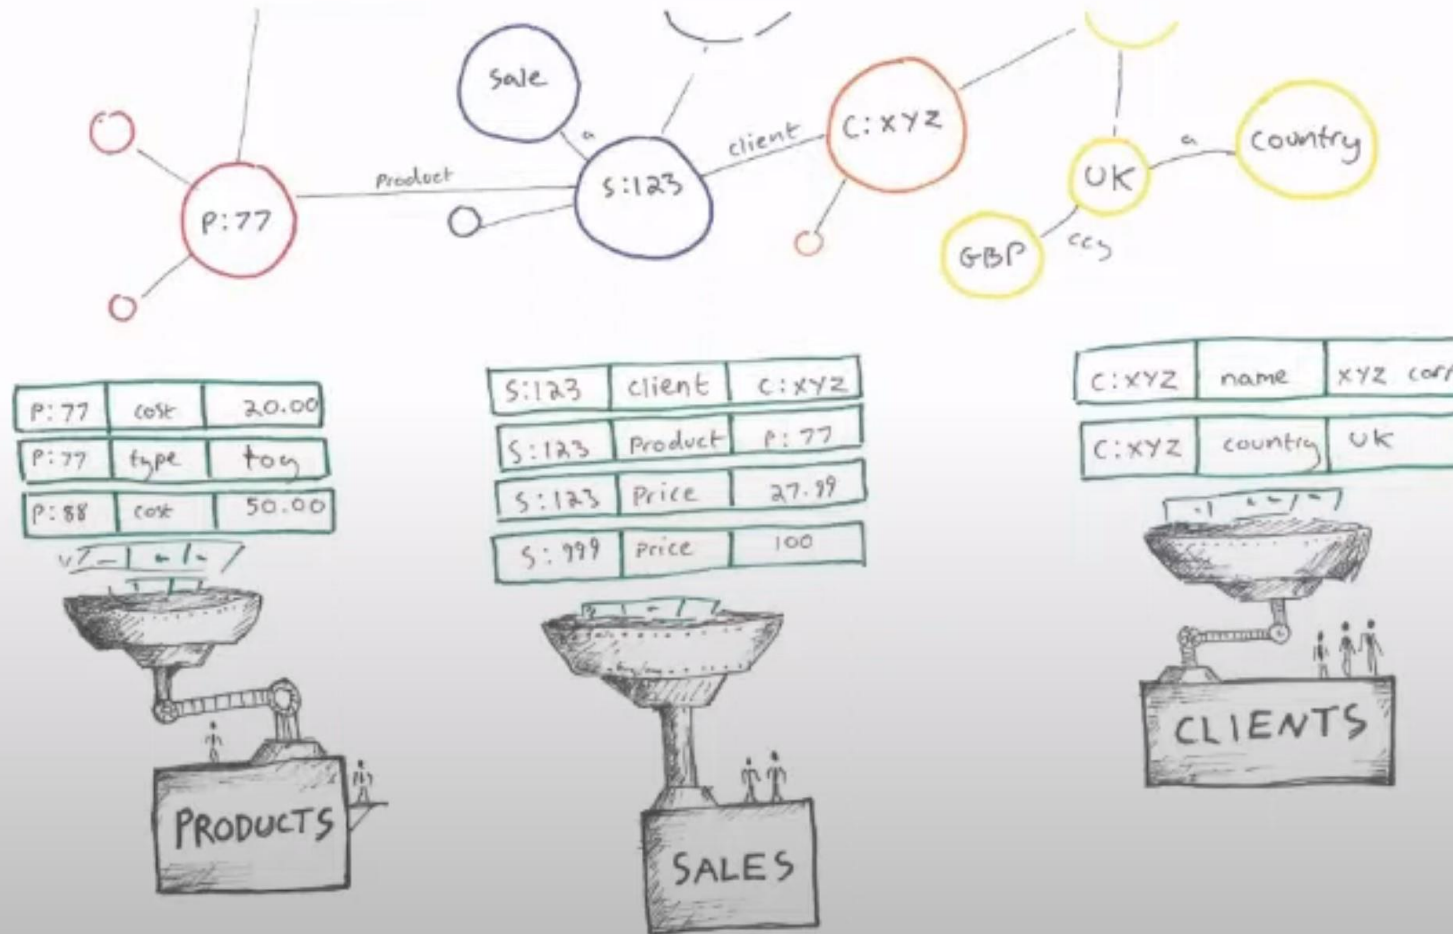 Sale
a
Product
S:123
client
C:XYZ
P:77
UK
a
Country
GBP
ccy
P:77 cost 20.00
P:77 type toy
P:88 cost 50.00
S:123 client C:XYZ
S:123 Product P:77
S:123 Price 27.99
S:999 Price 100
C:XYZ name XYZ cor
C:XYZ country UK
PRODUCTS
SALES
CLIENTS